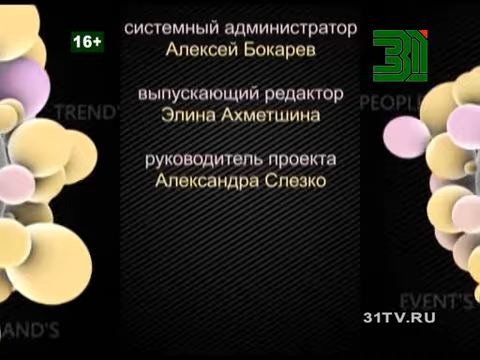 системный администратор
16+
Алексей Бокарев
31
выпускающий редактор
TREND'
PEOPLE
Элина Ахметшина
руководитель проекта
Александра Слезко
EVENT'S
31TV.RU
AND'S